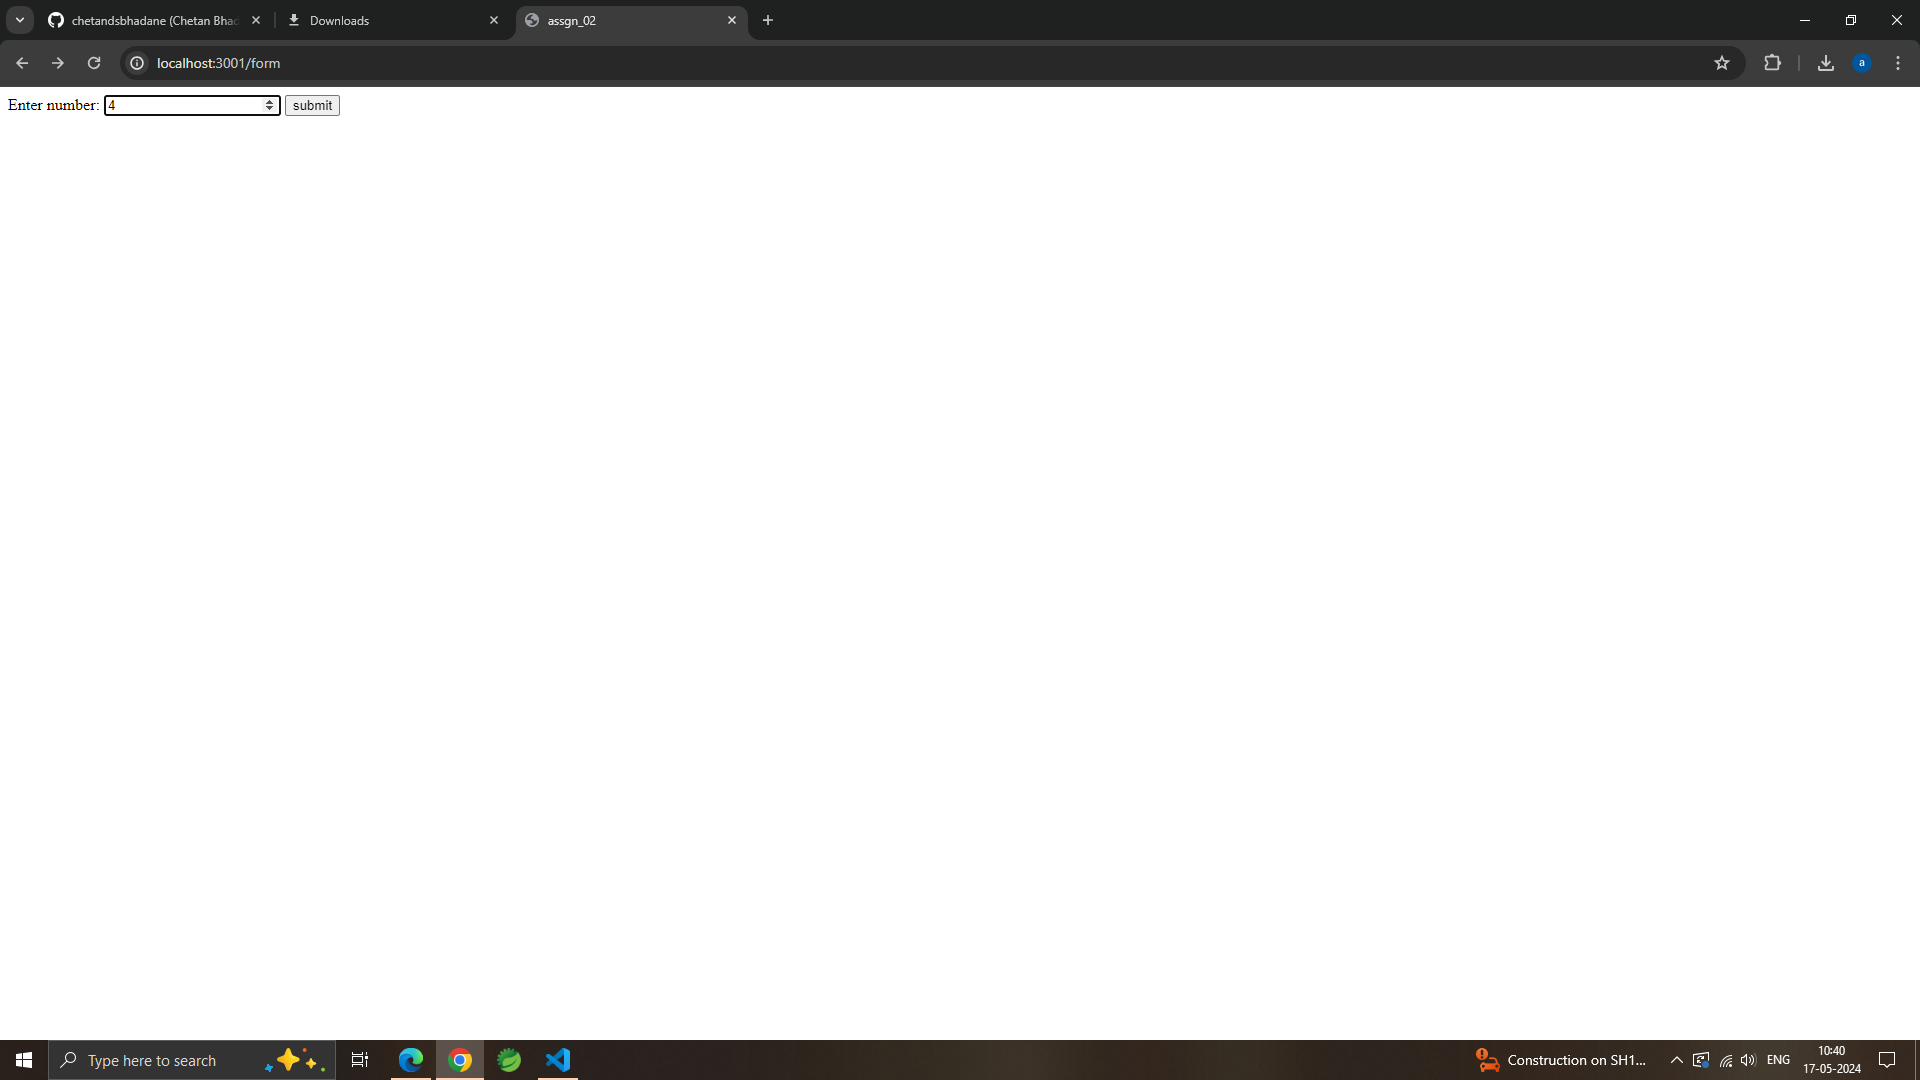 chetandsbhadane (Chetan Bhad
Downloads
assgn_02
localhost:3001/form
a
Enter number: 4 submit
Type here to search
Construction on SH1...
ENG
10:40
17-05-2024